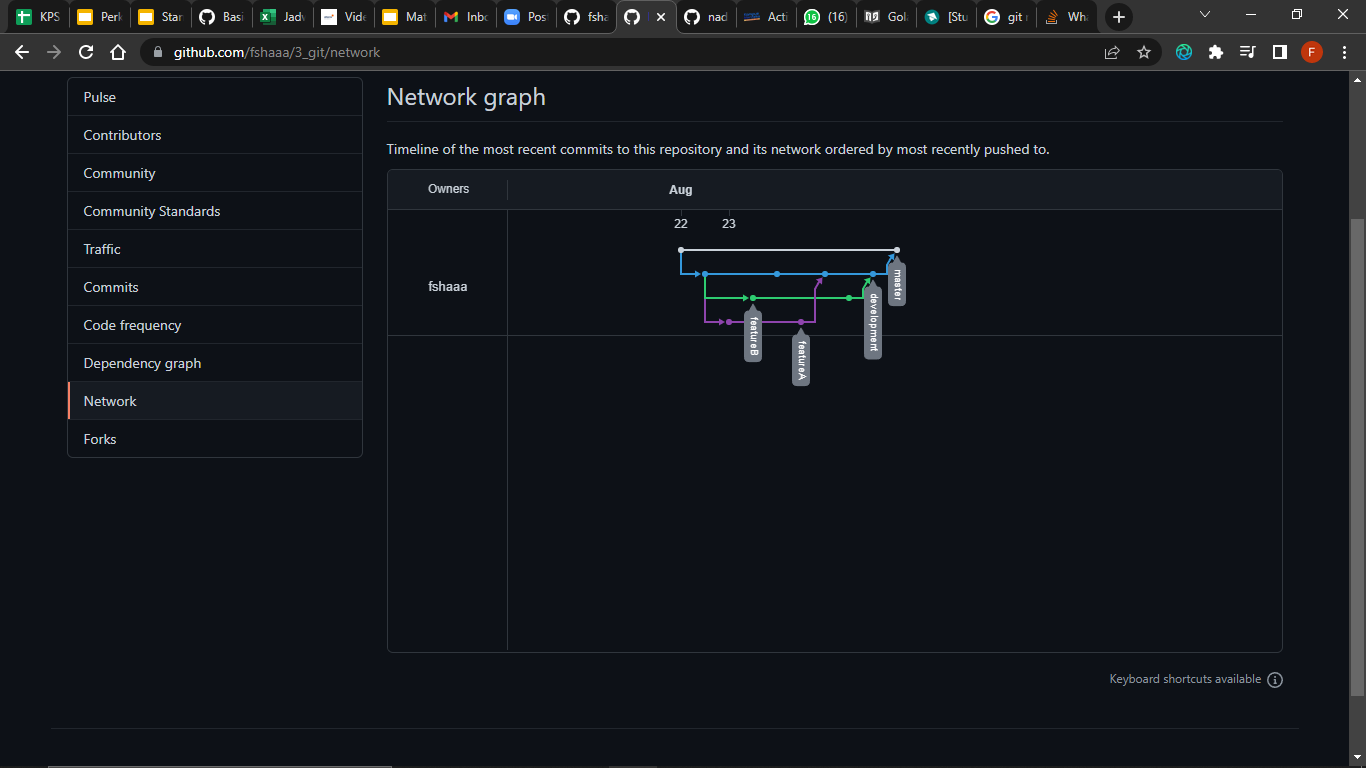 KPS
Perk
Star
Basi
Jadw
Vide
Mat
Inbo
Post
fsha
nad
Acti
(16)
Gola
[Stu
git r
Wha
github.com/fshaaa/3_git/network
F
Pulse
Contributors
Community
Community Standards
Traffic
Commits
Code frequency
Dependency graph
Network
Forks
Network graph
Timeline of the most recent commits to this repository and its network ordered by most recently pushed to.
Owners
Aug
22 23
fshaaa
master
development
featureB
featureA
Keyboard shortcuts available